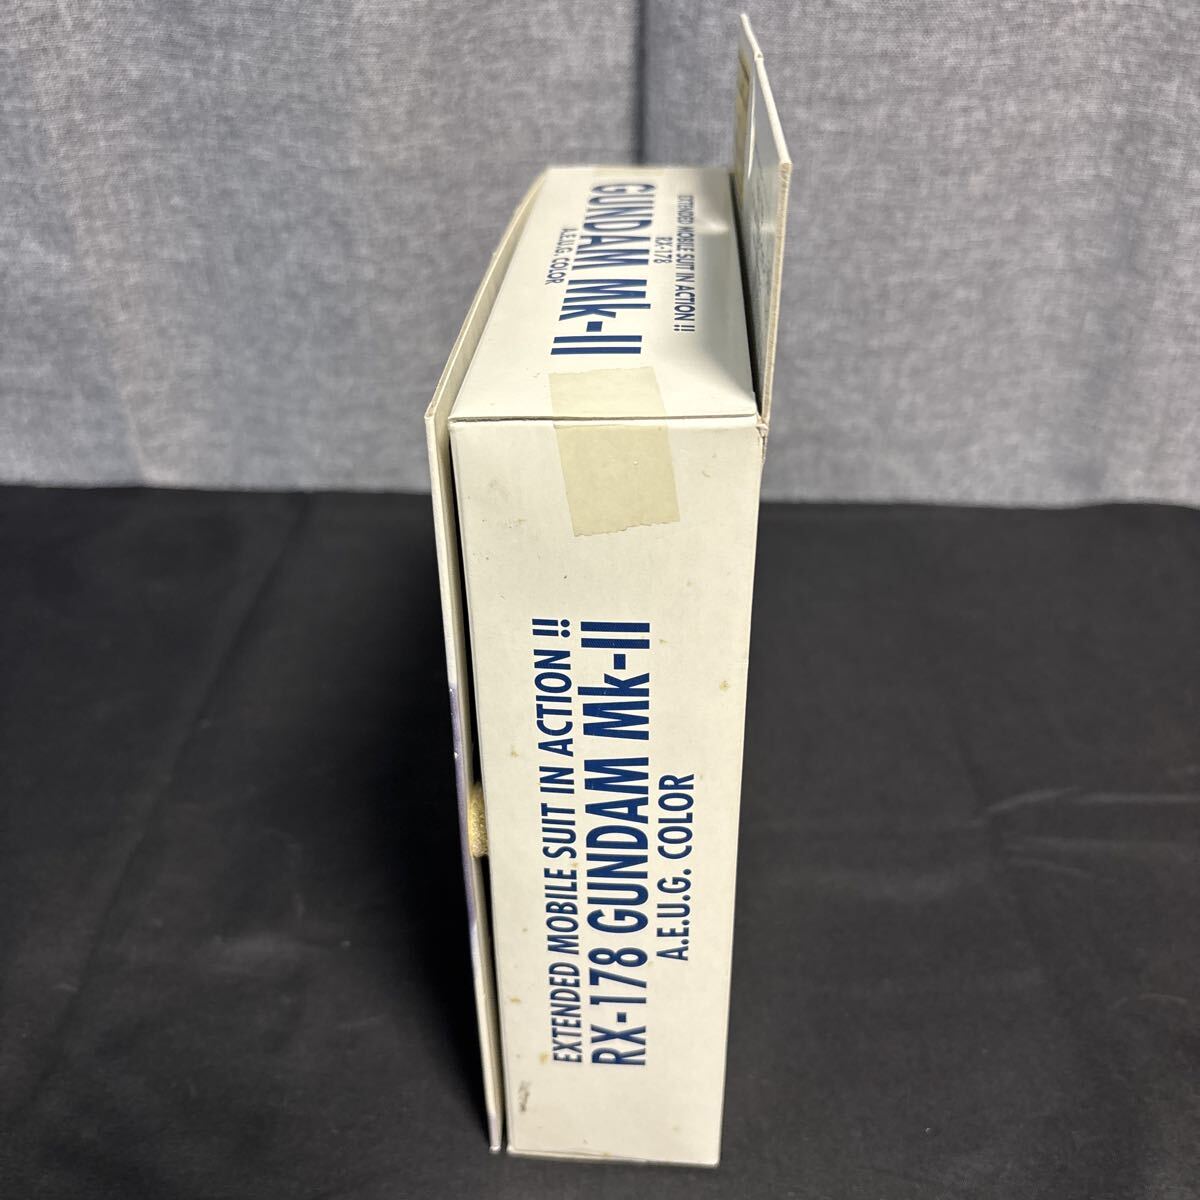 EXTENDED MOBILE SUIT IN ACTION !!
RX-178
GUNDAM Mk-II
A.E.U.G. COLOR
EXTENDED MOBILE SUIT IN ACTION !!
RX-178 GUNDAM Mk-II
A.E.U.G. COLOR